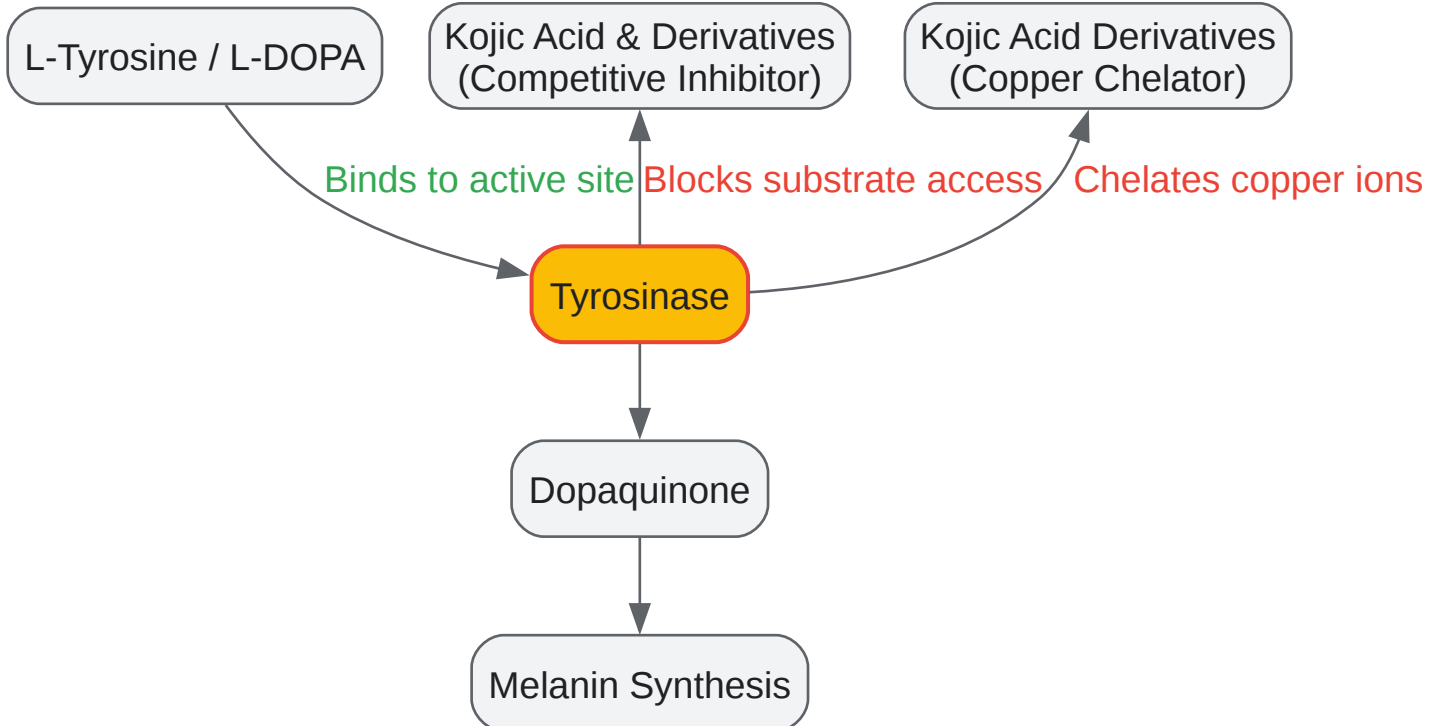 L-Tyrosine / L-DOPA
Kojic Acid & Derivatives
(Competitive Inhibitor)
Kojic Acid Derivatives
(Copper Chelator)
Binds to active site
Blocks substrate access
Chelates copper ions
Tyrosinase
Dopaquinone
Melanin Synthesis